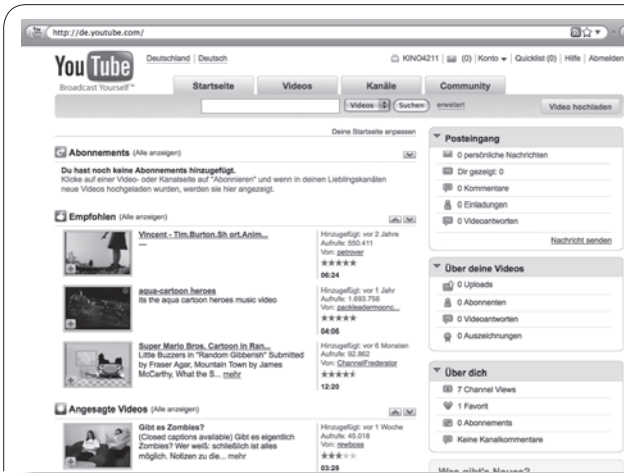 http://de.youtube.com/
You Tube
Broadcast Yourself™
Deutschland | Deutsch
KINO4211 | (0) | Konto | Quicklist (0) | Hilfe | Abmelden
Startseite Videos Kanäle Community
Videos Suchen erweitert Video hochladen
Deine Startseite anpassen
Abonnements (Alle anzeigen)
Du hast noch keine Abonnements hinzugefügt.
Klicke auf einer Video- oder Kanalseite auf "Abonnieren" und wenn in deinen Lieblingskanälen
neue Videos hochgeladen wurden, werden sie hier angezeigt.
Empfohlen (Alle anzeigen)
Vincent - Tim.Burton.Sh ort.Anim...
—
Hinzugefügt: vor 2 Jahre
Aufrufe: 550.411
Von: petrover
06:24
aqua-cartoon heroes
Its the aqua cartoon heroes music video
Hinzugefügt: vor 1 Jahr
Aufrufe: 1.693.756
Von: packleadermoonc...
04:06
Super Mario Bros. Cartoon in Ran...
Little Buzzers in "Random Gibberish" Submitted
by Fraser Agar, Mountain Town by James
McCarthy, What the S... mehr
Hinzugefügt: vor 6 Monaten
Aufrufe: 92.862
Von: ChannelFrederator
12:20
Angesagte Videos (Alle anzeigen)
Gibt es Zombies?
(Closed captions available) Gibt es eigentlich
Zombies? Wer weiß: schließlich ist alles
möglich. Notizen zu die... mehr
Hinzugefügt: vor 1 Woche
Aufrufe: 45.018
Von: rewboss
03:28
Posteingang
0 persönliche Nachrichten
Dir gezeigt: 0
0 Kommentare
0 Einladungen
0 Videoantworten
Nachricht senden
Über deine Videos
0 Uploads
0 Abonnenten
0 Videoantworten
0 Auszeichnungen
Über dich
7 Channel Views
1 Favorit
0 Abonnements
Keine Kanalkommentare
Was gibt's Neues?